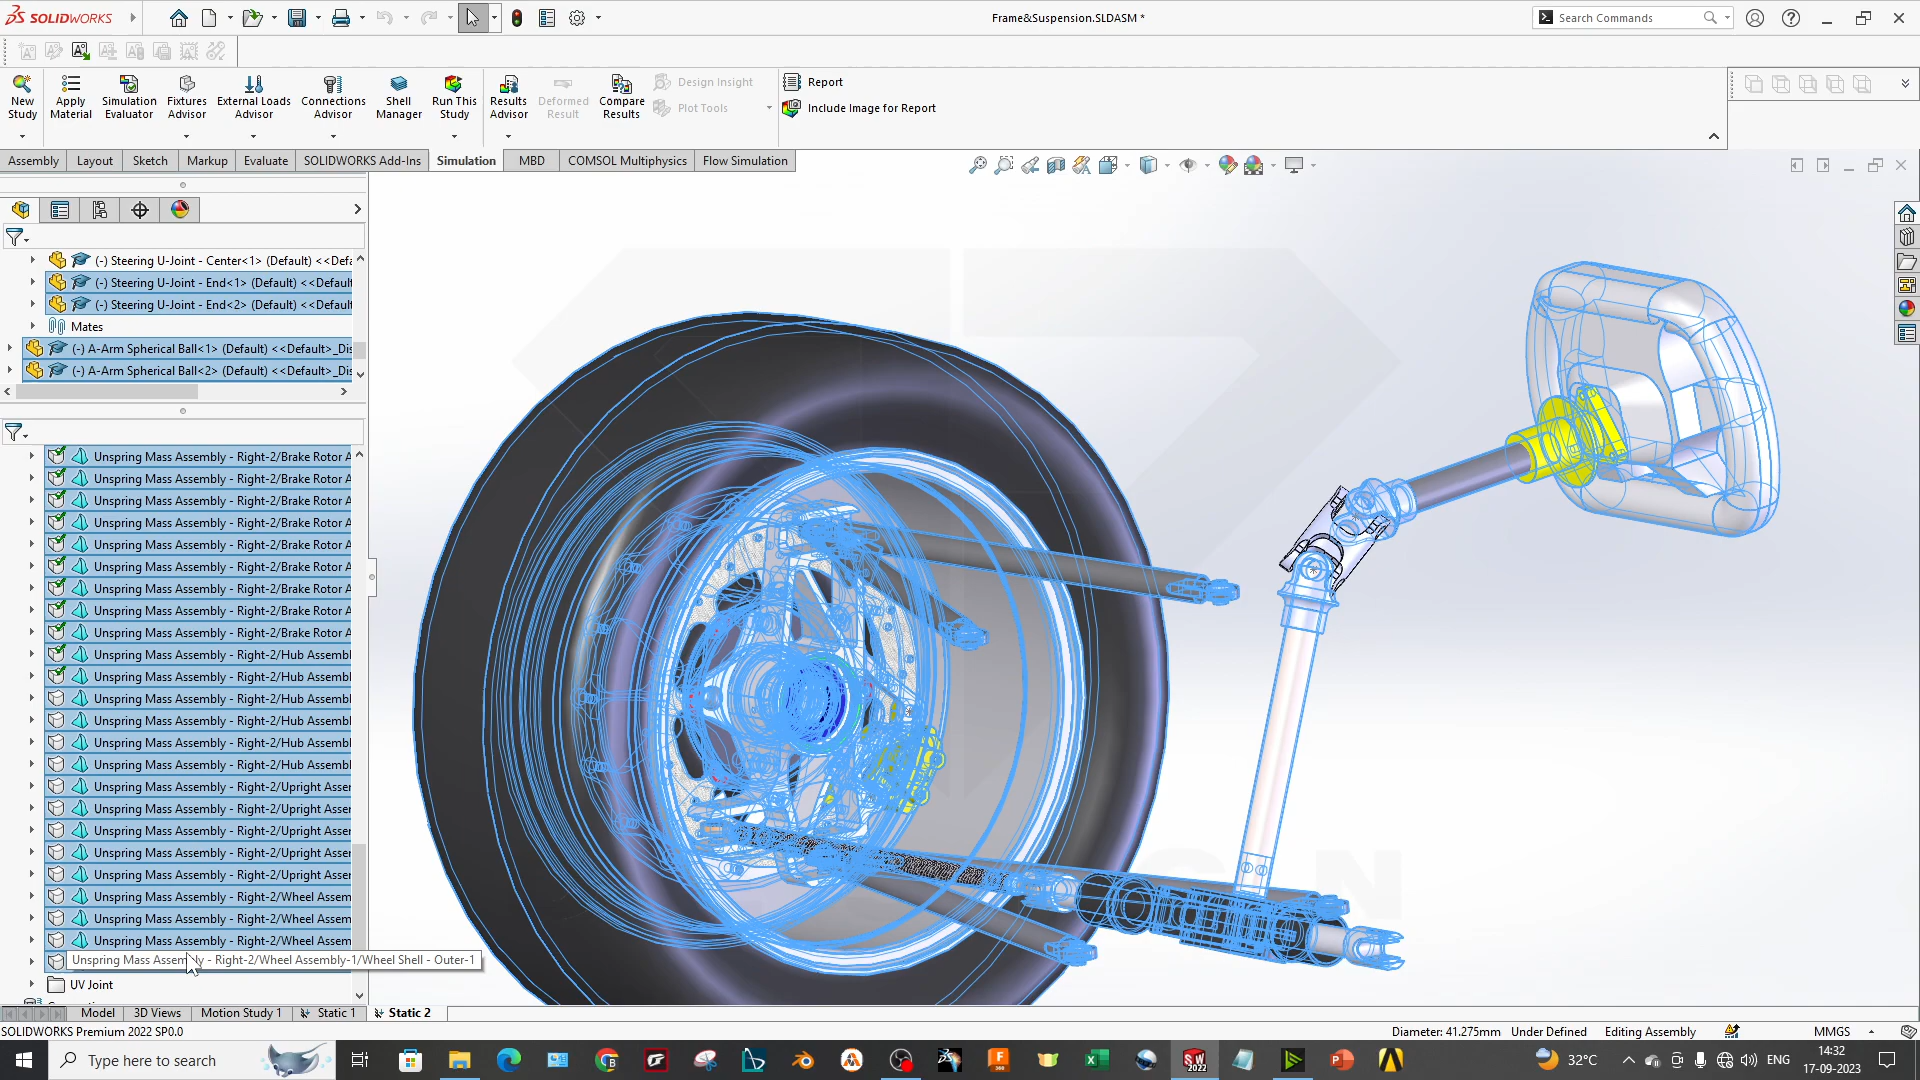 SOLIDWORKS
Frame&Suspension.SLDASM *
Search Commands
New Study
Apply Material
Simulation Evaluator
Fixtures Advisor
External Loads Advisor
Connections Advisor
Shell Manager
Run This Study
Results Advisor
Deformed Result
Compare Results
Design Insight
Plot Tools
Report
Include Image for Report
Assembly
Layout
Sketch
Markup
Evaluate
SOLIDWORKS Add-Ins
Simulation
MBD
COMSOL Multiphysics
Flow Simulation
(-) Steering U-Joint - Center<1> (Default) <<Defa
(-) Steering U-Joint - End<1> (Default) <<Default
(-) Steering U-Joint - End<2> (Default) <<Default
Mates
(-) A-Arm Spherical Ball<1> (Default) <<Default>_Dis
(-) A-Arm Spherical Ball<2> (Default) <<Default>_Dis
Unspring Mass Assembly - Right-2/Brake Rotor A
Unspring Mass Assembly - Right-2/Brake Rotor A
Unspring Mass Assembly - Right-2/Brake Rotor A
Unspring Mass Assembly - Right-2/Brake Rotor A
Unspring Mass Assembly - Right-2/Brake Rotor A
Unspring Mass Assembly - Right-2/Brake Rotor A
Unspring Mass Assembly - Right-2/Brake Rotor A
Unspring Mass Assembly - Right-2/Brake Rotor A
Unspring Mass Assembly - Right-2/Brake Rotor A
Unspring Mass Assembly - Right-2/Hub Assembl
Unspring Mass Assembly - Right-2/Hub Assembl
Unspring Mass Assembly - Right-2/Hub Assembl
Unspring Mass Assembly - Right-2/Hub Assembl
Unspring Mass Assembly - Right-2/Hub Assembl
Unspring Mass Assembly - Right-2/Hub Assembl
Unspring Mass Assembly - Right-2/Upright Asser
Unspring Mass Assembly - Right-2/Upright Asser
Unspring Mass Assembly - Right-2/Upright Asser
Unspring Mass Assembly - Right-2/Upright Asser
Unspring Mass Assembly - Right-2/Upright Asser
Unspring Mass Assembly - Right-2/Wheel Assem
Unspring Mass Assembly - Right-2/Wheel Assem
Unspring Mass Assembly - Right-2/Wheel Assem
Unspring Mass Assembly - Right-2/Wheel Assembly-1/Wheel Shell - Outer-1
UV Joint
Model
3D Views
Motion Study 1
Static 1
Static 2
SOLIDWORKS Premium 2022 SP0.0
Diameter: 41.275mm
Under Defined
Editing Assembly
MMGS
Type here to search
32°C
ENG
14:32
17-09-2023